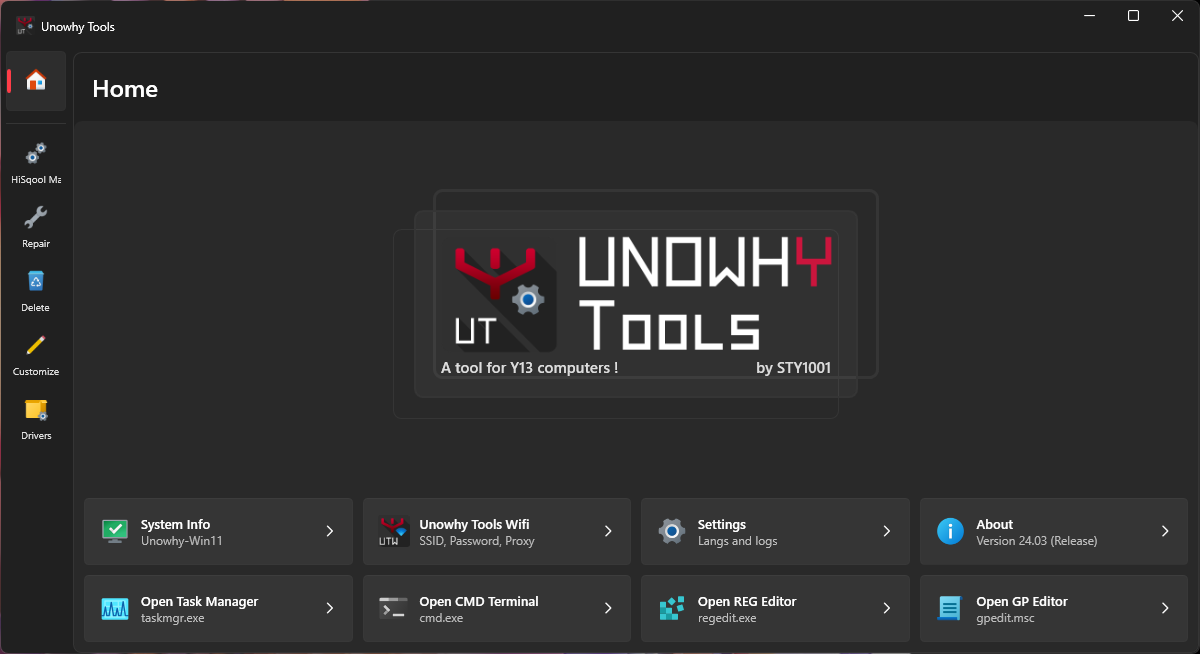 Unowhy Tools
Home
HiSqool Ma
Repair
Delete
Customize
Drivers
UT
UNOWHY
TOOLS
A tool for Y13 computers !
by STY1001
System Info
Unowhy-Win11
UTW
Unowhy Tools Wifi
SSID, Password, Proxy
Settings
Langs and logs
About
Version 24.03 (Release)
Open Task Manager
taskmgr.exe
Open CMD Terminal
cmd.exe
Open REG Editor
regedit.exe
Open GP Editor
gpedit.msc